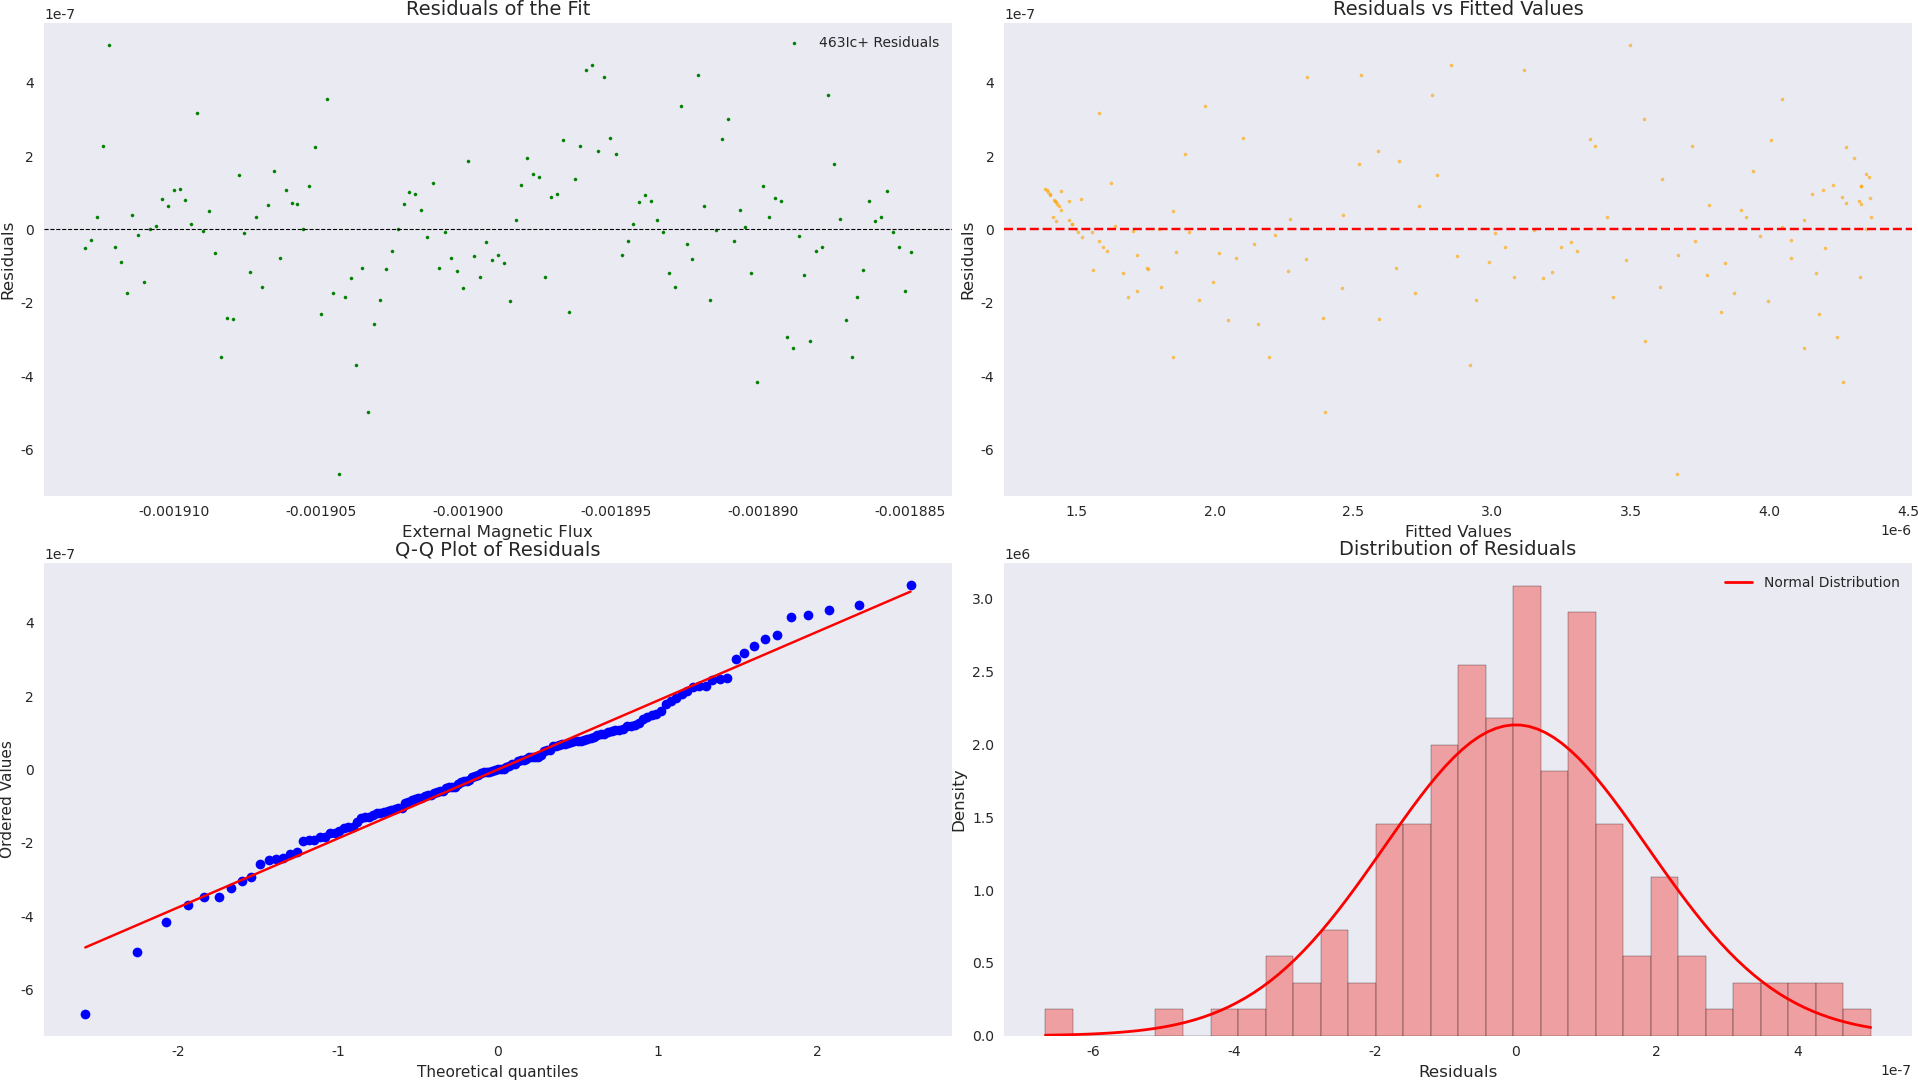 Residuals of the Fit
1e-7
463Ic+ Residuals
4
2
0
-2
-4
-6
Residuals
-0.001910
-0.001905
-0.001900
-0.001895
-0.001890
-0.001885
External Magnetic Flux
Residuals vs Fitted Values
1e-7
4
2
0
-2
-4
-6
Residuals
1.5
2.0
2.5
3.0
3.5
4.0
4.5
1e-6
Fitted Values
Q-Q Plot of Residuals
1e-7
4
2
0
-2
-4
-6
Ordered Values
-2
-1
0
1
2
Theoretical quantiles
Distribution of Residuals
1e6
Normal Distribution
3.0
2.5
2.0
1.5
1.0
0.5
0.0
Density
-6
-4
-2
0
2
4
1e-7
Residuals